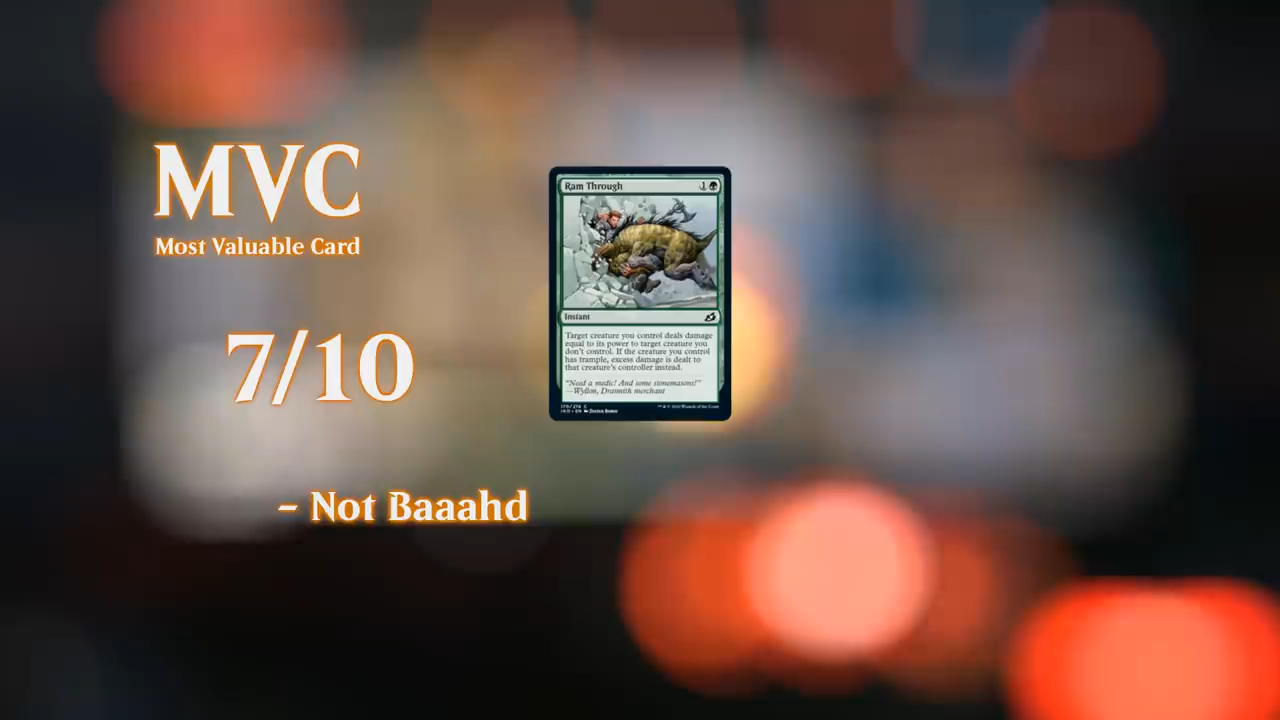 MVC
Most Valuable Card
7/10
- Not Baaahd
Ram Through
1
Instant
Target creature you control deals damage
equal to its power to target creature you
don't control. If the creature you control
has trample, excess damage is dealt to
that creature's controller instead.
"Need a medic! And some stonemasons!"
—Wyllon, Drannith merchant